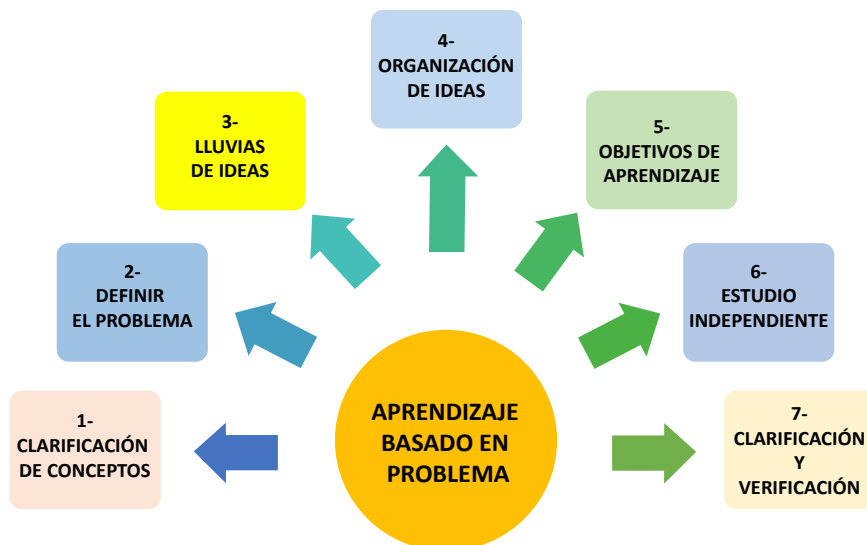 1-
CLARIFICACIÓN
DE CONCEPTOS
2-
DEFINIR
EL PROBLEMA
3-
LLUVIAS
DE IDEAS
4-
ORGANIZACIÓN
DE IDEAS
5-
OBJETIVOS DE
APRENDIZAJE
6-
ESTUDIO
INDEPENDIENTE
7-
CLARIFICACIÓN
Y
VERIFICACIÓN
APRENDIZAJE
BASADO EN
PROBLEMA